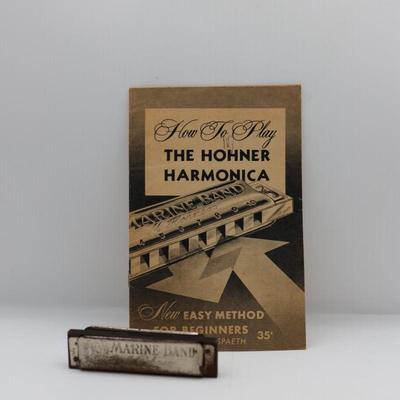 How To Play
THE HOHNER
HARMONICA
MARINE BAND
New EASY METHOD
FOR BEGINNERS
SPAETH 35¢
MARINE BAND